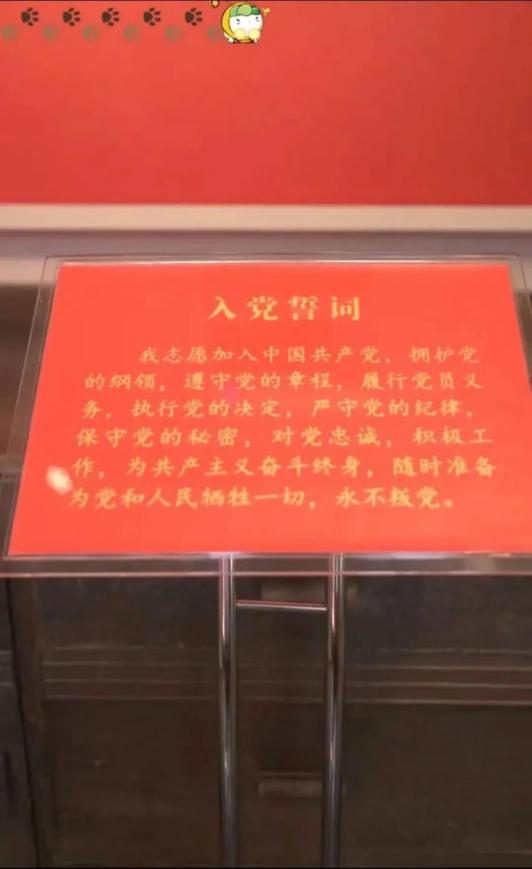 入党誓词
我志愿加入中国共产党，拥护党
的纲领，遵守党的章程，履行党员义
务，执行党的决定，严守党的纪律，
保守党的秘密，对党忠诚，积极工
作，为共产主义奋斗终身，随时准备
为党和人民牺牲一切，永不叛党。